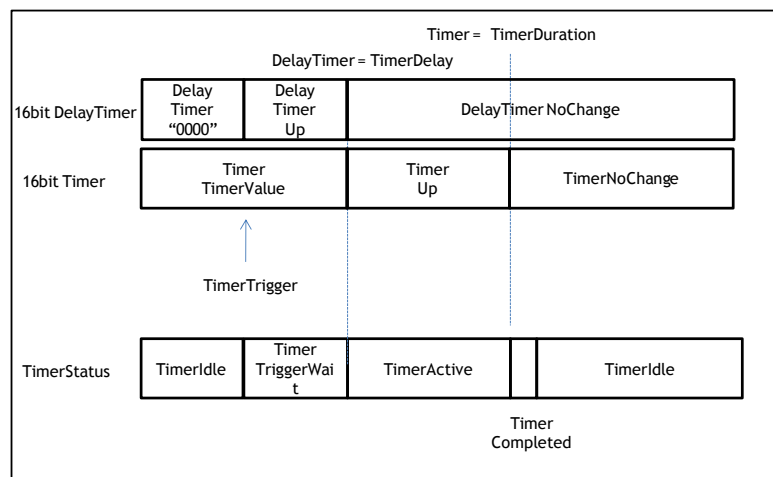 Timer = TimerDuration
DelayTimer = TimerDelay
16bit DelayTimer
Delay
Timer
“0000”
Delay
Timer
Up
DelayTimer NoChange
16bit Timer
Timer
TimerValue
Timer
Up
TimerNoChange
TimerTrigger
TimerStatus
TimerIdle
Timer
TriggerWai
t
TimerActive
TimerIdle
Timer
Completed